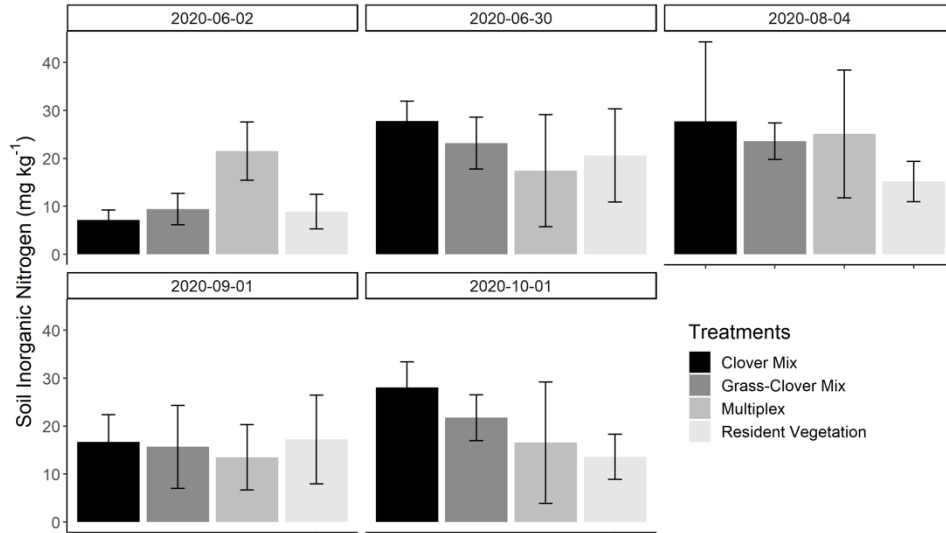 2020-06-02
2020-06-30
2020-08-04
Soil Inorganic Nitrogen (mg kg⁻¹)
40
30
20
10
0
2020-09-01
2020-10-01
40
30
20
10
0
Treatments
Clover Mix
Grass-Clover Mix
Multiplex
Resident Vegetation